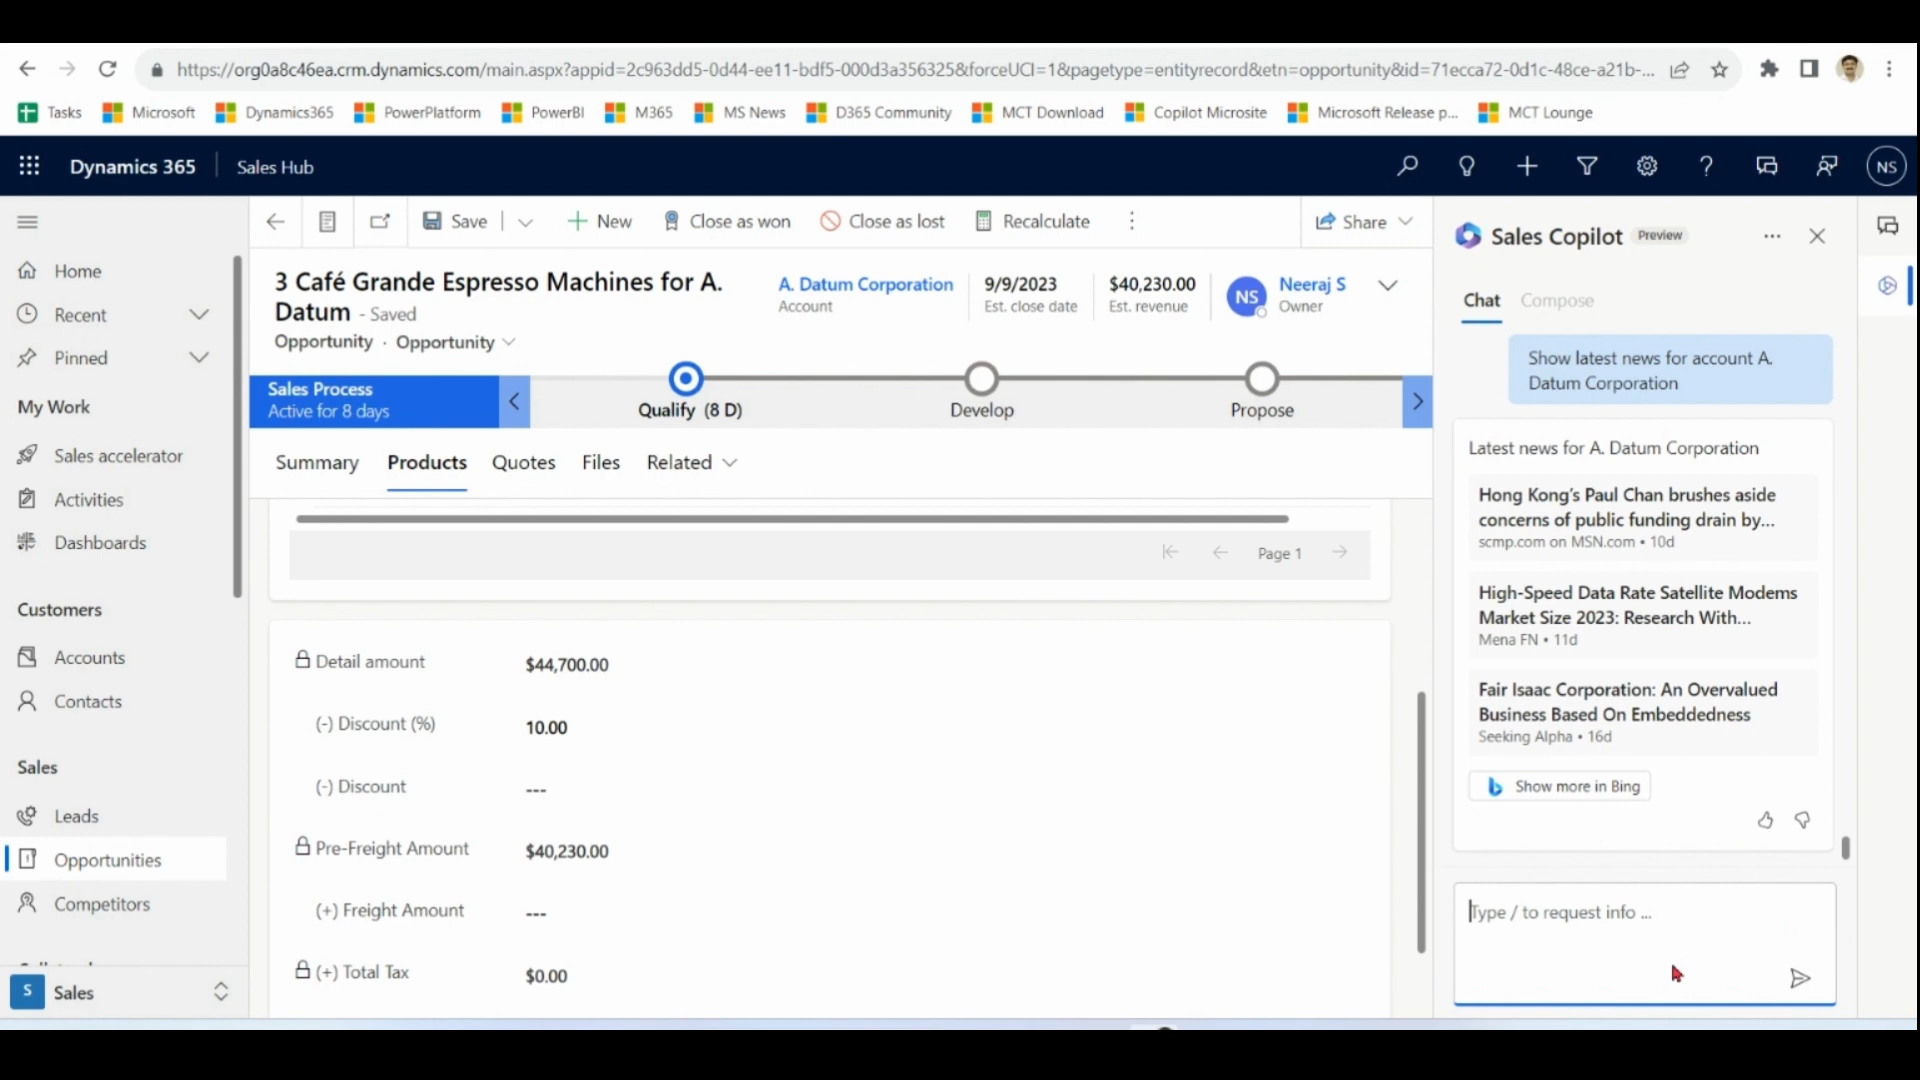 https://org0a8c46ea.crm.dynamics.com/main.aspx?appid=2c963dd5-0d44-ee11-bdf5-000d3a356325&forceUCI=1&pagetype=entityrecord&etn=opportunity&id=71ecca72-0d1c-48ce-a21b-...
Tasks Microsoft Dynamics365 PowerPlatform PowerBI M365 MS News D365 Community MCT Download Copilot Microsite Microsoft Release p... MCT Lounge
Dynamics 365 Sales Hub NS
Home
Recent
Pinned
My Work
Sales accelerator
Activities
Dashboards
Customers
Accounts
Contacts
Sales
Leads
Opportunities
Competitors
S Sales
Save New Close as won Close as lost Recalculate Share
3 Café Grande Espresso Machines for A.
Datum - Saved
Opportunity · Opportunity
A. Datum Corporation
Account
9/9/2023
Est. close date
$40,230.00
Est. revenue
NS
Neeraj S
Owner
Sales Process
Active for 8 days
Qualify (8 D) Develop Propose
Summary Products Quotes Files Related
Page 1
Detail amount $44,700.00
(-) Discount (%) 10.00
(-) Discount ---
Pre-Freight Amount $40,230.00
(+) Freight Amount ---
(+) Total Tax $0.00
Sales Copilot Preview
Chat Compose
Show latest news for account A.
Datum Corporation
Latest news for A. Datum Corporation
Hong Kong's Paul Chan brushes aside
concerns of public funding drain by...
scmp.com on MSN.com • 10d
High-Speed Data Rate Satellite Modems
Market Size 2023: Research With...
Mena FN • 11d
Fair Isaac Corporation: An Overvalued
Business Based On Embeddedness
Seeking Alpha • 16d
Show more in Bing
Type / to request info ...